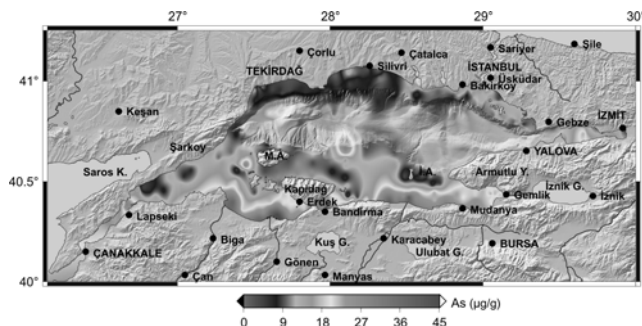 27° 28° 29° 30°
Çorlu
Çatalca
Sariyer
Şile
Silivri
TEKİRDAĞ
İSTANBUL
Üsküdar
41°
Bakırköy
Keşan
Gebze
İZMİT
Şarkoy
M.A.
YALOVA
Saros K.
İ.A.
Armutlu Y.
40.5°
Kapıdağ
İznik G.
Erdek
Gemlik
İznik
Lapseki
Bandirma
Mudanya
Biga
Kuş G.
Karacabey
BURSA
ÇANAKKALE
Ulubat G.
Gönen
40°
Çan
Manyas
As (µg/g)
0 9 18 27 36 45